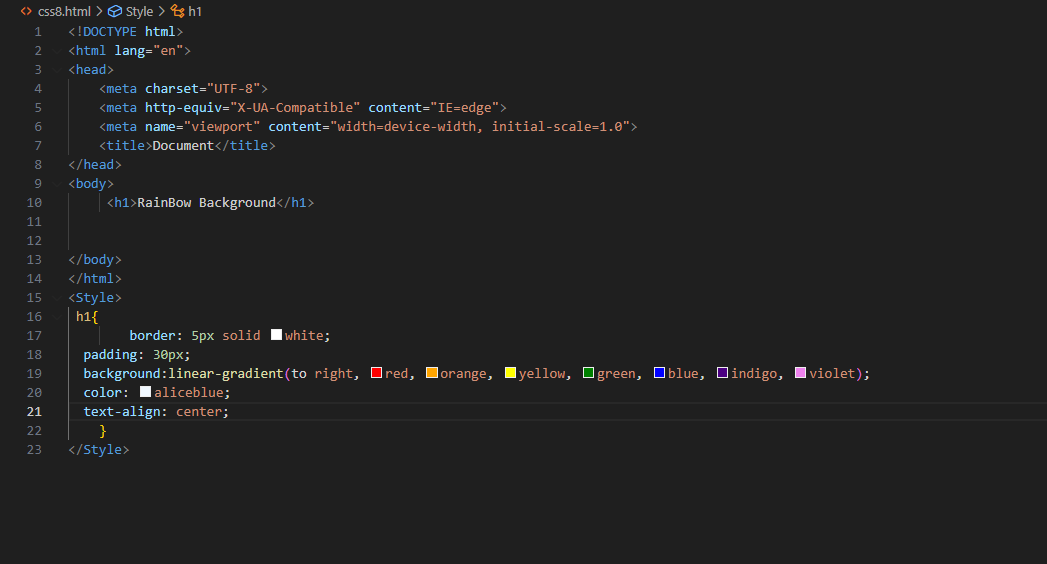 css8.html > Style > h1
1 <!DOCTYPE html>
2 <html lang="en">
3 <head>
4 <meta charset="UTF-8">
5 <meta http-equiv="X-UA-Compatible" content="IE=edge">
6 <meta name="viewport" content="width=device-width, initial-scale=1.0">
7 <title>Document</title>
8 </head>
9 <body>
10 <h1>RainBow Background</h1>
11
12
13 </body>
14 </html>
15 <Style>
16 h1{
17 border: 5px solid white;
18 padding: 30px;
19 background:linear-gradient(to right, red, orange, yellow, green, blue, indigo, violet);
20 color: aliceblue;
21 text-align: center;
22 }
23 </Style>